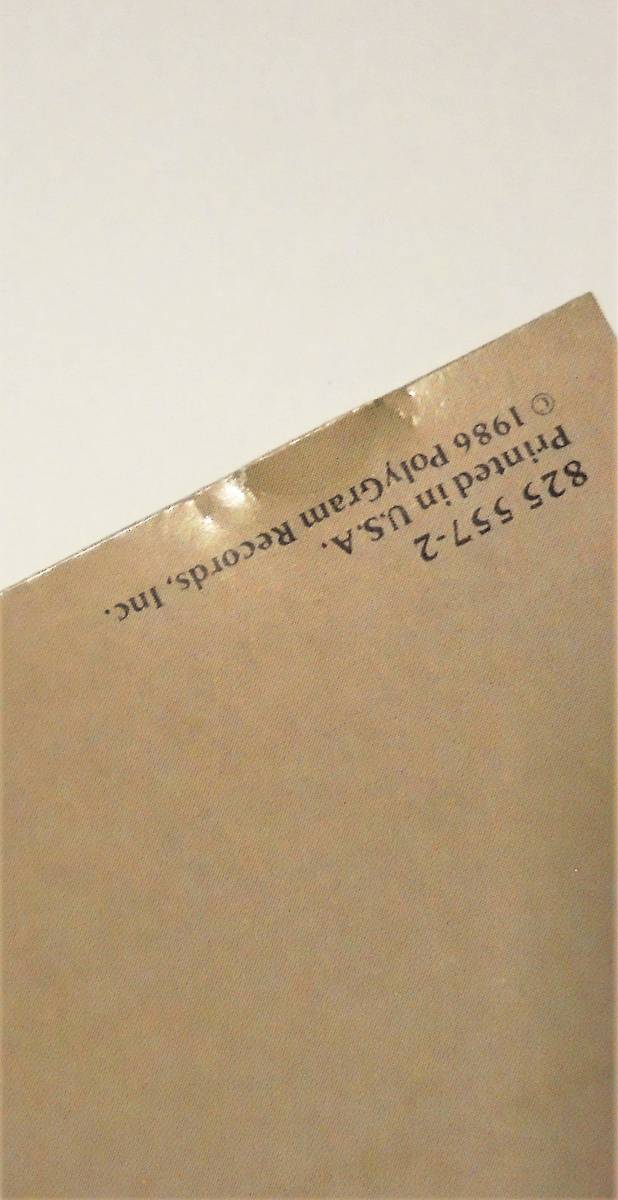 825 557-2
Printed in U.S.A.
© 1986 PolyGram Records, Inc.